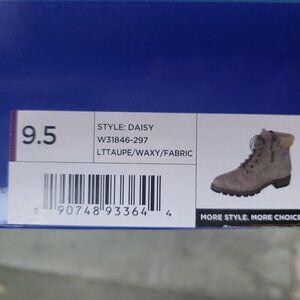 9.5
STYLE: DAISY
W31846-297
LTTAUPE/WAXY/FABRIC
1 90748 93364 4
MORE STYLE. MORE CHOICE